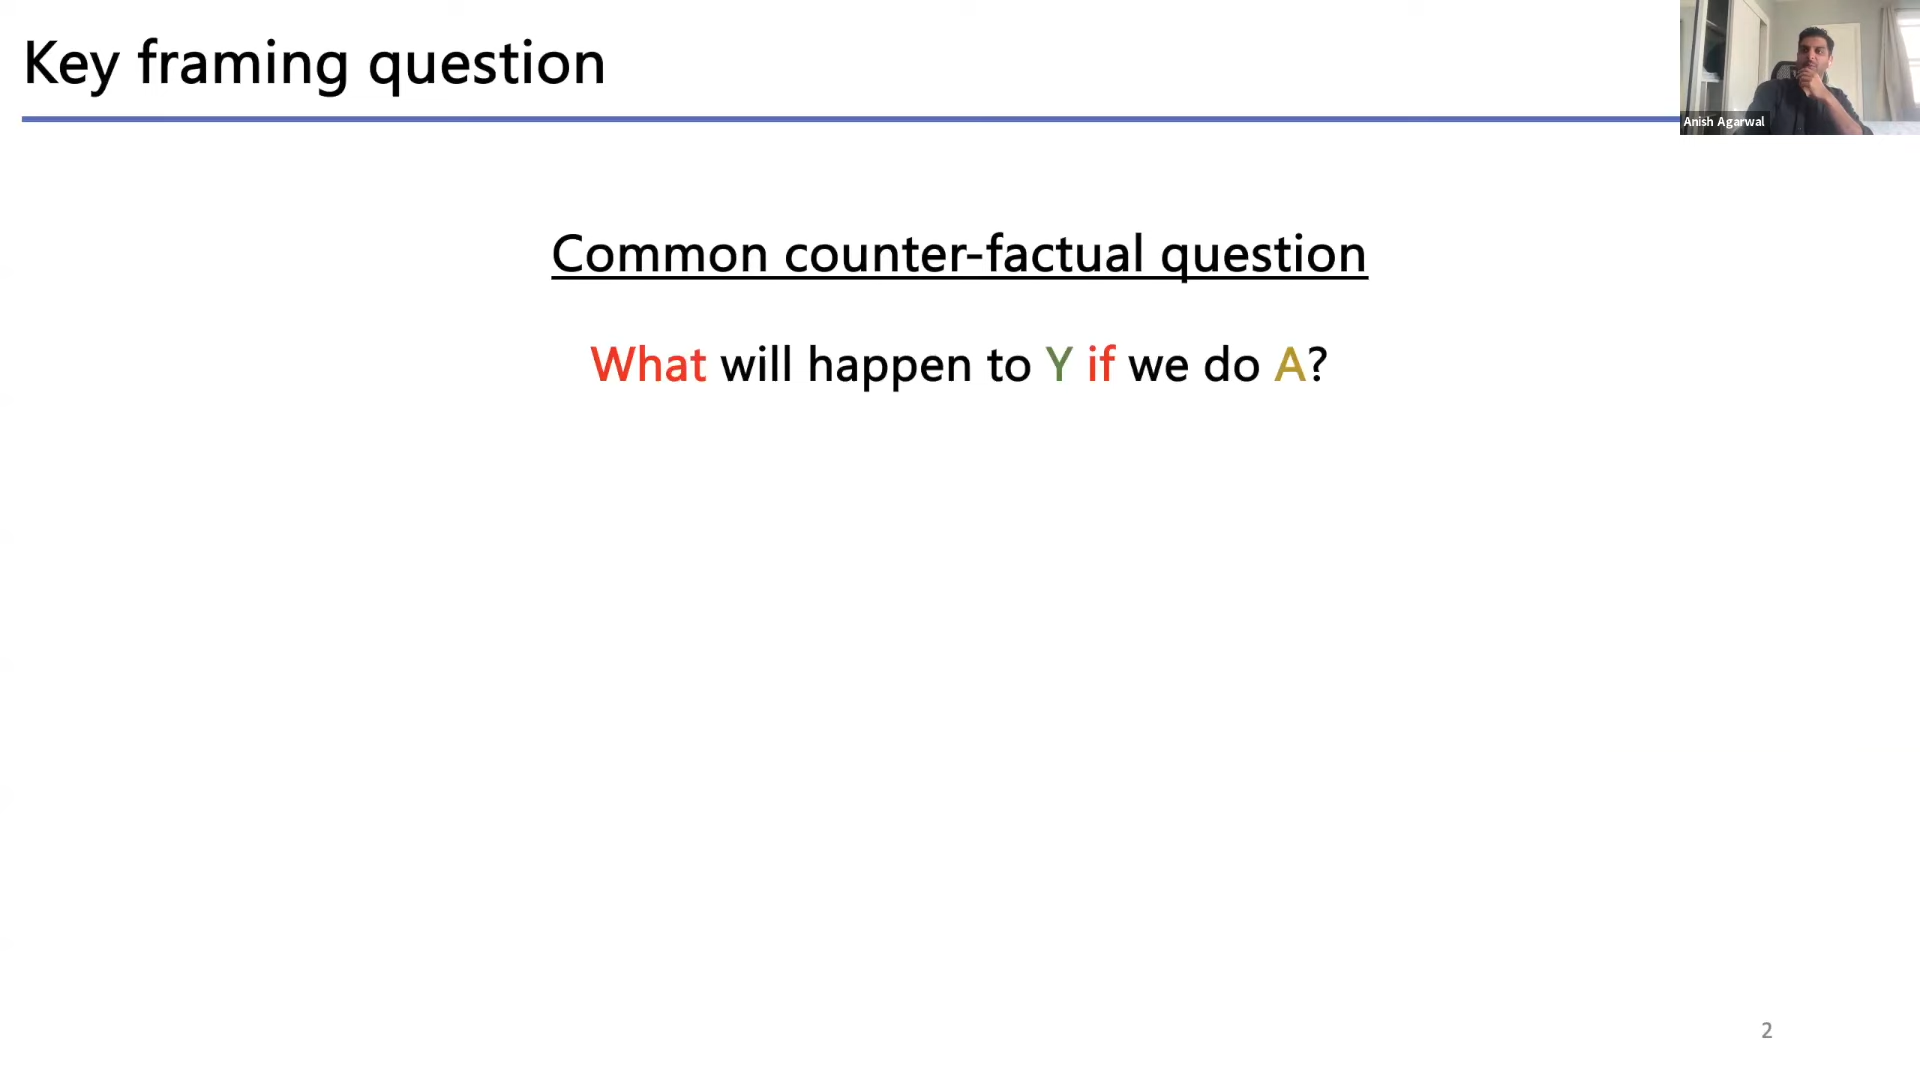 Key framing question
Anish Agarwal
Common counter-factual question
What will happen to Y if we do A?
2